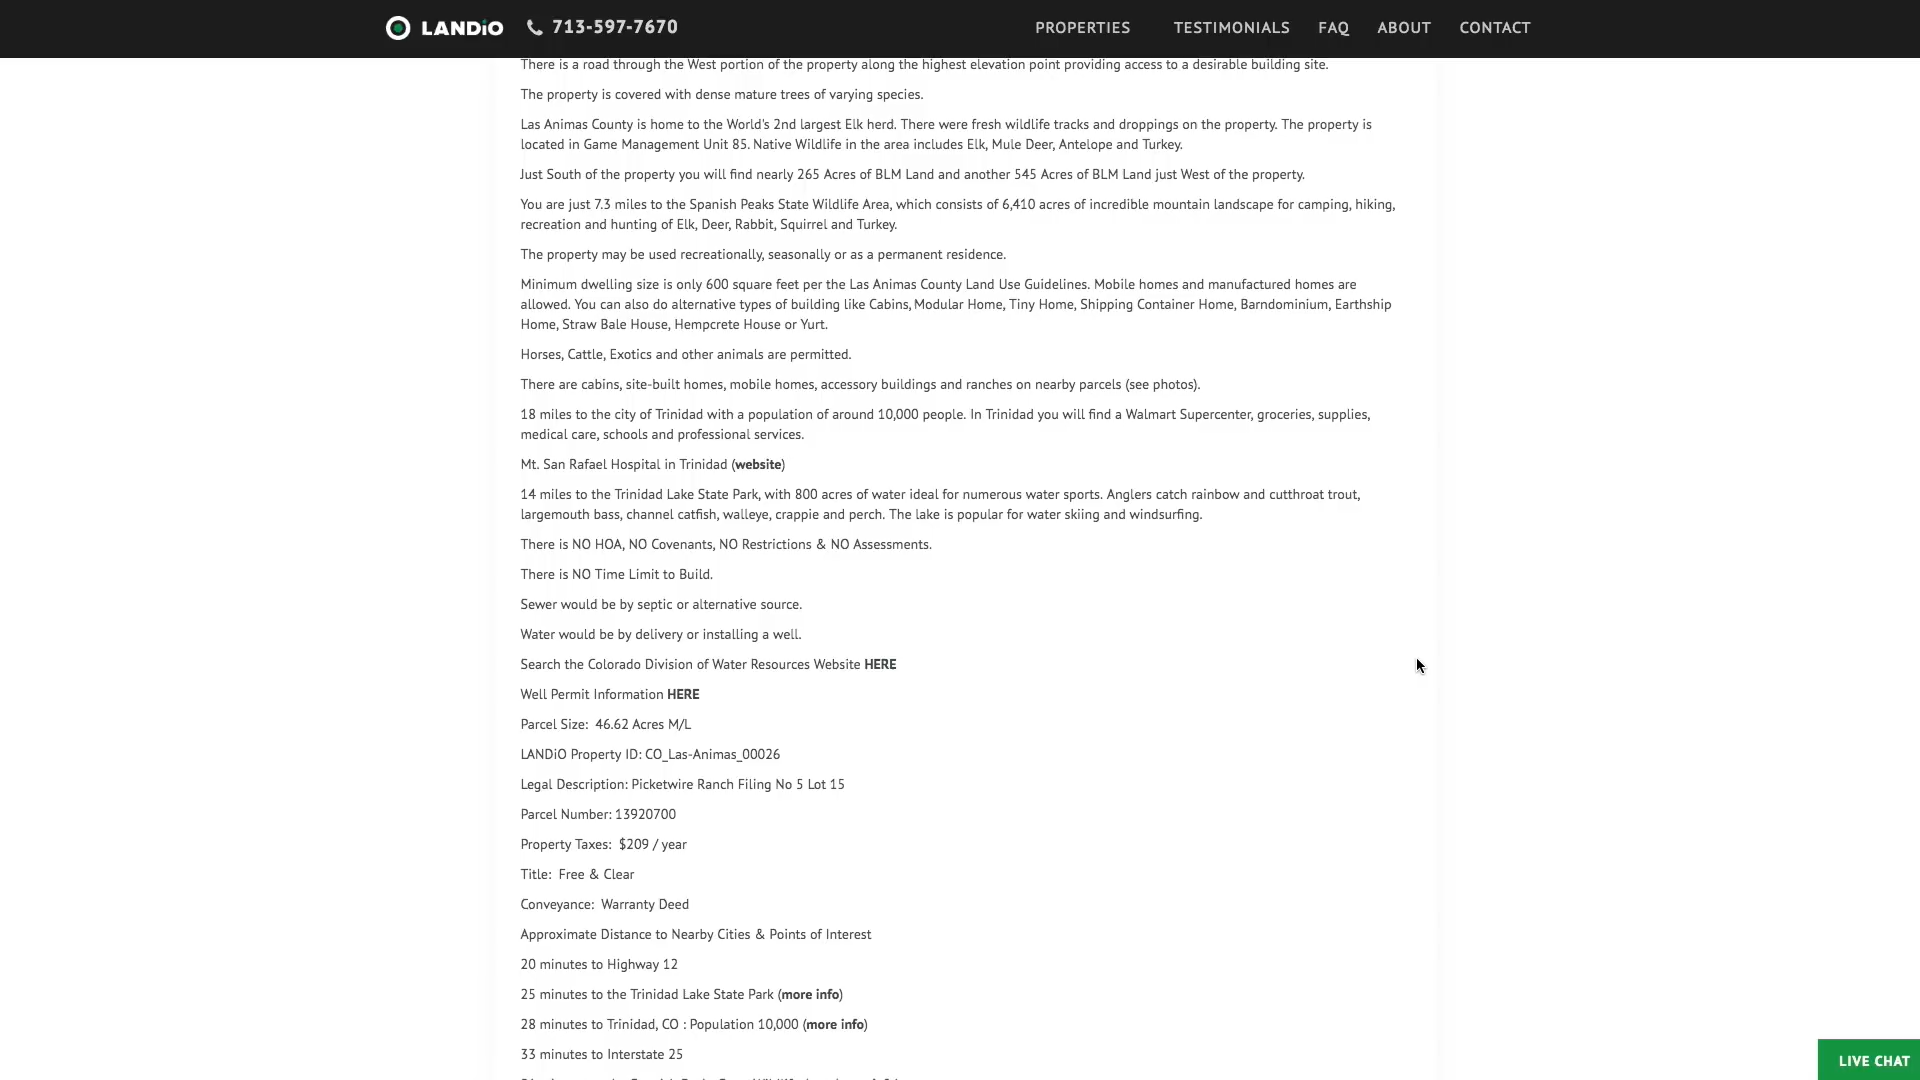 LANDiO 713-597-7670 PROPERTIES TESTIMONIALS FAQ ABOUT CONTACT
There is a road through the West portion of the property along the highest elevation point providing access to a desirable building site.
The property is covered with dense mature trees of varying species.
Las Animas County is home to the World's 2nd largest Elk herd. There were fresh wildlife tracks and droppings on the property. The property is
located in Game Management Unit 85. Native Wildlife in the area includes Elk, Mule Deer, Antelope and Turkey.
Just South of the property you will find nearly 265 Acres of BLM Land and another 545 Acres of BLM Land just West of the property.
You are just 7.3 miles to the Spanish Peaks State Wildlife Area, which consists of 6,410 acres of incredible mountain landscape for camping, hiking,
recreation and hunting of Elk, Deer, Rabbit, Squirrel and Turkey.
The property may be used recreationally, seasonally or as a permanent residence.
Minimum dwelling size is only 600 square feet per the Las Animas County Land Use Guidelines. Mobile homes and manufactured homes are
allowed. You can also do alternative types of building like Cabins, Modular Home, Tiny Home, Shipping Container Home, Barndominium, Earthship
Home, Straw Bale House, Hempcrete House or Yurt.
Horses, Cattle, Exotics and other animals are permitted.
There are cabins, site-built homes, mobile homes, accessory buildings and ranches on nearby parcels (see photos).
18 miles to the city of Trinidad with a population of around 10,000 people. In Trinidad you will find a Walmart Supercenter, groceries, supplies,
medical care, schools and professional services.
Mt. San Rafael Hospital in Trinidad (website)
14 miles to the Trinidad Lake State Park, with 800 acres of water ideal for numerous water sports. Anglers catch rainbow and cutthroat trout,
largemouth bass, channel catfish, walleye, crappie and perch. The lake is popular for water skiing and windsurfing.
There is NO HOA, NO Covenants, NO Restrictions & NO Assessments.
There is NO Time Limit to Build.
Sewer would be by septic or alternative source.
Water would be by delivery or installing a well.
Search the Colorado Division of Water Resources Website HERE
Well Permit Information HERE
Parcel Size: 46.62 Acres M/L
LANDiO Property ID: CO_Las-Animas_00026
Legal Description: Picketwire Ranch Filing No 5 Lot 15
Parcel Number: 13920700
Property Taxes: $209 / year
Title: Free & Clear
Conveyance: Warranty Deed
Approximate Distance to Nearby Cities & Points of Interest
20 minutes to Highway 12
25 minutes to the Trinidad Lake State Park (more info)
28 minutes to Trinidad, CO : Population 10,000 (more info)
33 minutes to Interstate 25
LIVE CHAT